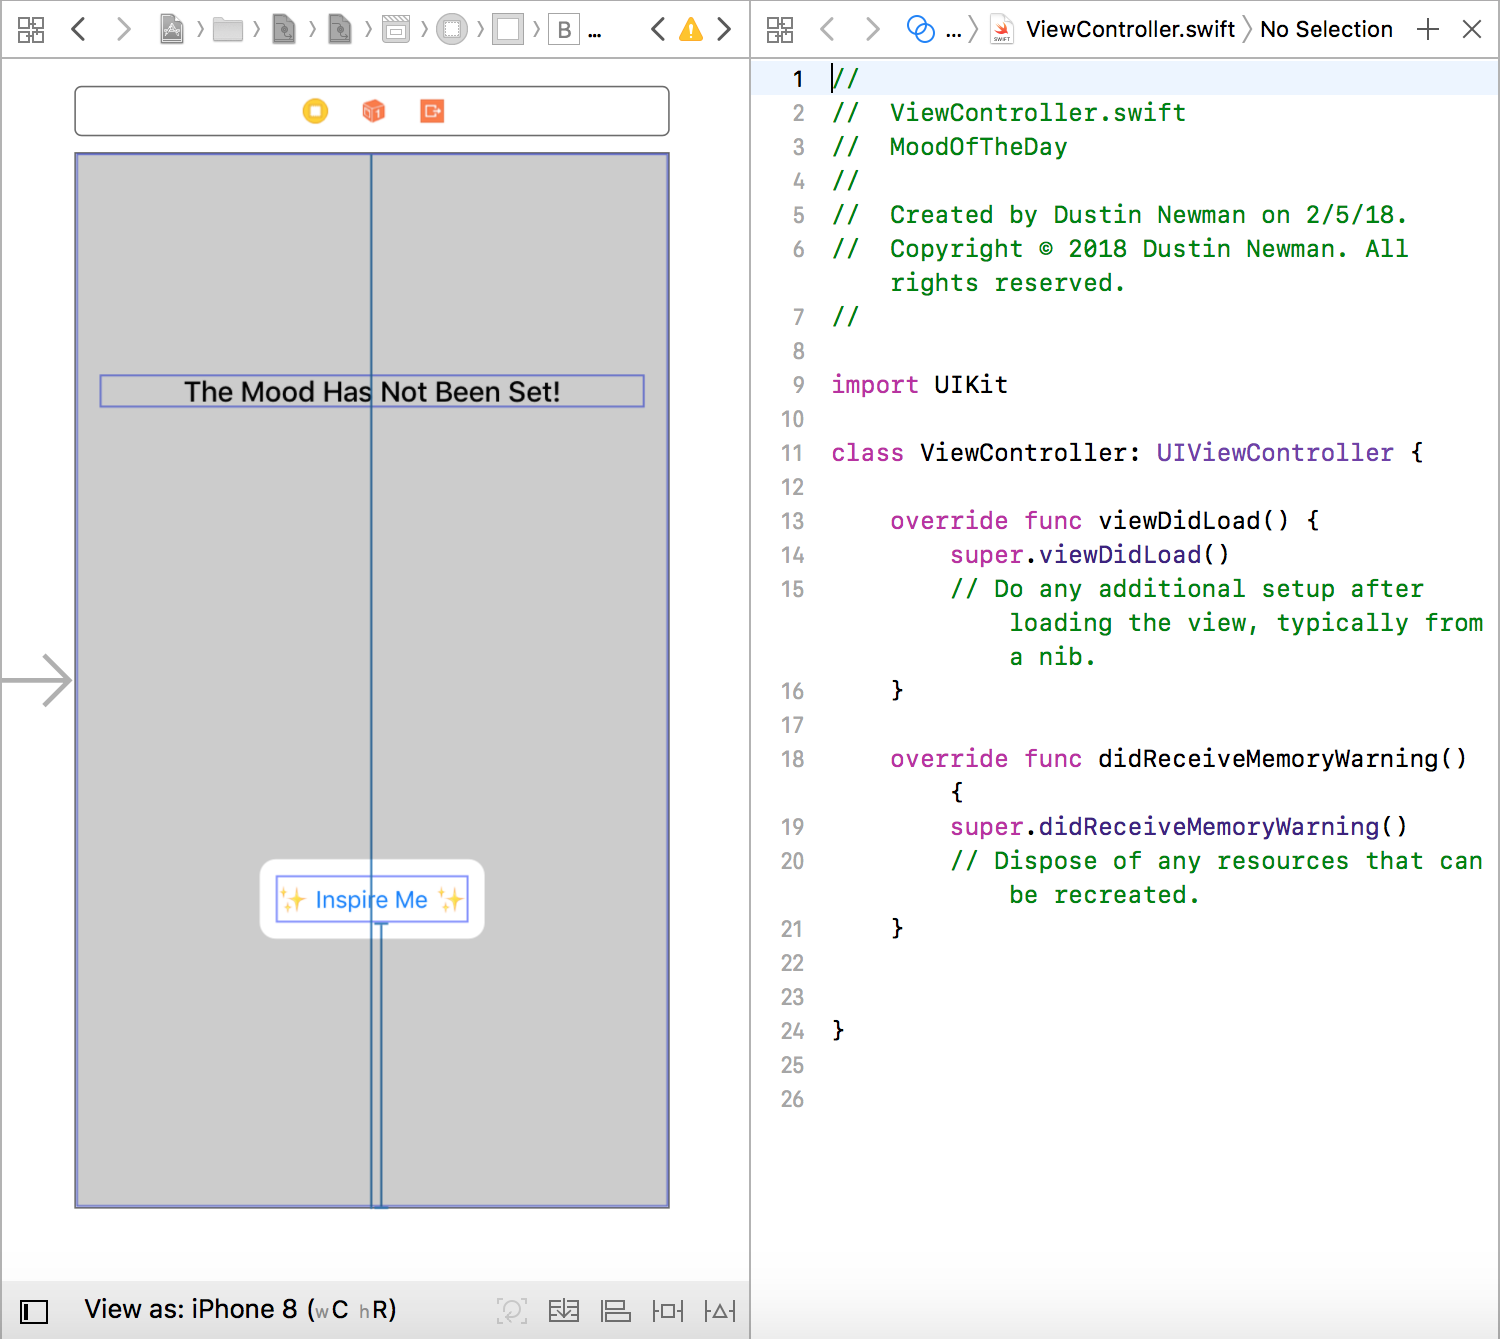 B ...
... SWIFT ViewController.swift No Selection
1
The Mood Has Not Been Set!
✨ Inspire Me ✨
View as: iPhone 8 (wC hR)
1 //
2 //  ViewController.swift
3 //  MoodOfTheDay
4 //
5 //  Created by Dustin Newman on 2/5/18.
6 //  Copyright © 2018 Dustin Newman. All
rights reserved.
7 //
8
9 import UIKit
10
11 class ViewController: UIViewController {
12
13     override func viewDidLoad() {
14         super.viewDidLoad()
15         // Do any additional setup after
loading the view, typically from
a nib.
16     }
17
18     override func didReceiveMemoryWarning()
{
19         super.didReceiveMemoryWarning()
20         // Dispose of any resources that can
be recreated.
21     }
22
23
24 }
25
26